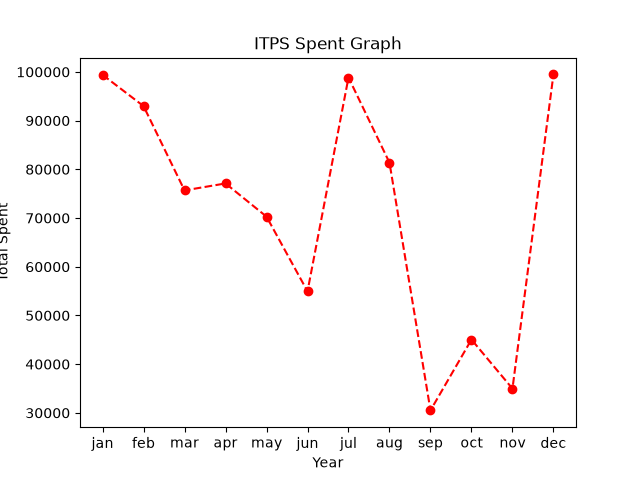 ITPS Spent Graph
100000
90000
80000
70000
60000
50000
40000
30000
Total Spent
jan feb mar apr may jun jul aug sep oct nov dec
Year